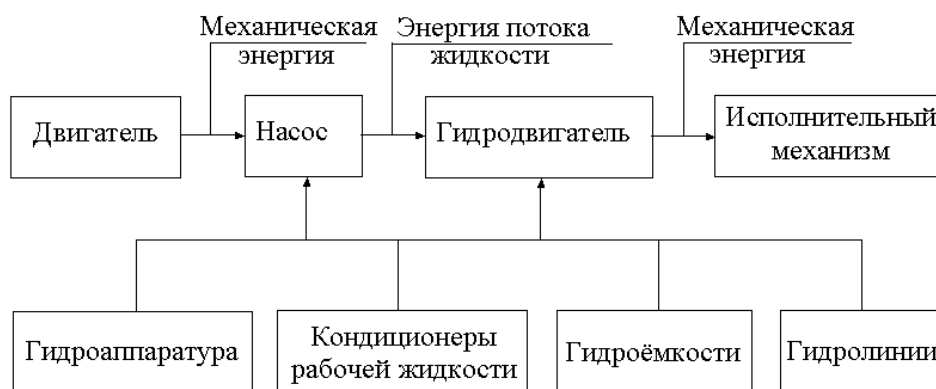 Механическая
энергия
Энергия потока
жидкости
Механическая
энергия
Двигатель
Насос
Гидродвигатель
Исполнительный
механизм
Гидроаппаратура
Кондиционеры
рабочей жидкости
Гидроёмкости
Гидролинии